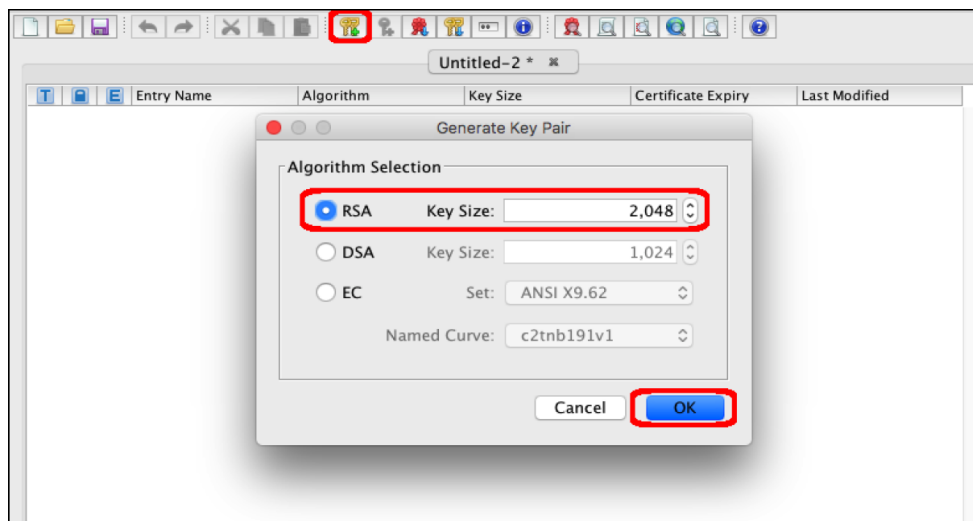 Untitled-2 *
T E Entry Name Algorithm Key Size Certificate Expiry Last Modified
Generate Key Pair
Algorithm Selection
RSA Key Size: 2,048
DSA Key Size: 1,024
EC Set: ANSI X9.62
Named Curve: c2tnb191v1
Cancel OK